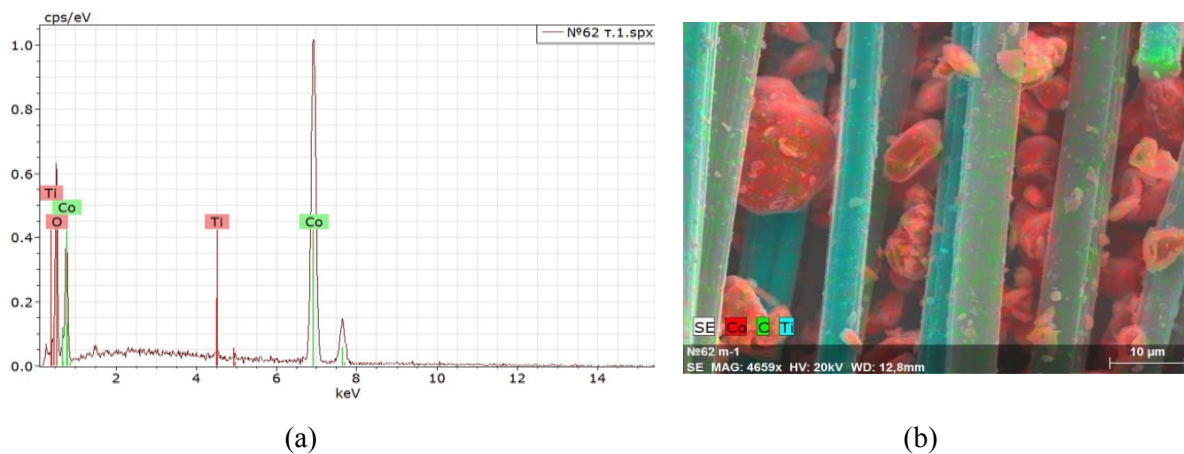 cps/eV
№62 т.1.spx
1.0
0.8
0.6
Ti
Co
O
Ti
Co
0.4
0.2
0.0
2 4 6 8 10 12 14
keV
(a)
SE Co C Ti
№62 m-1
SE MAG: 4659x HV: 20kV WD: 12,8mm
10 µm
(b)